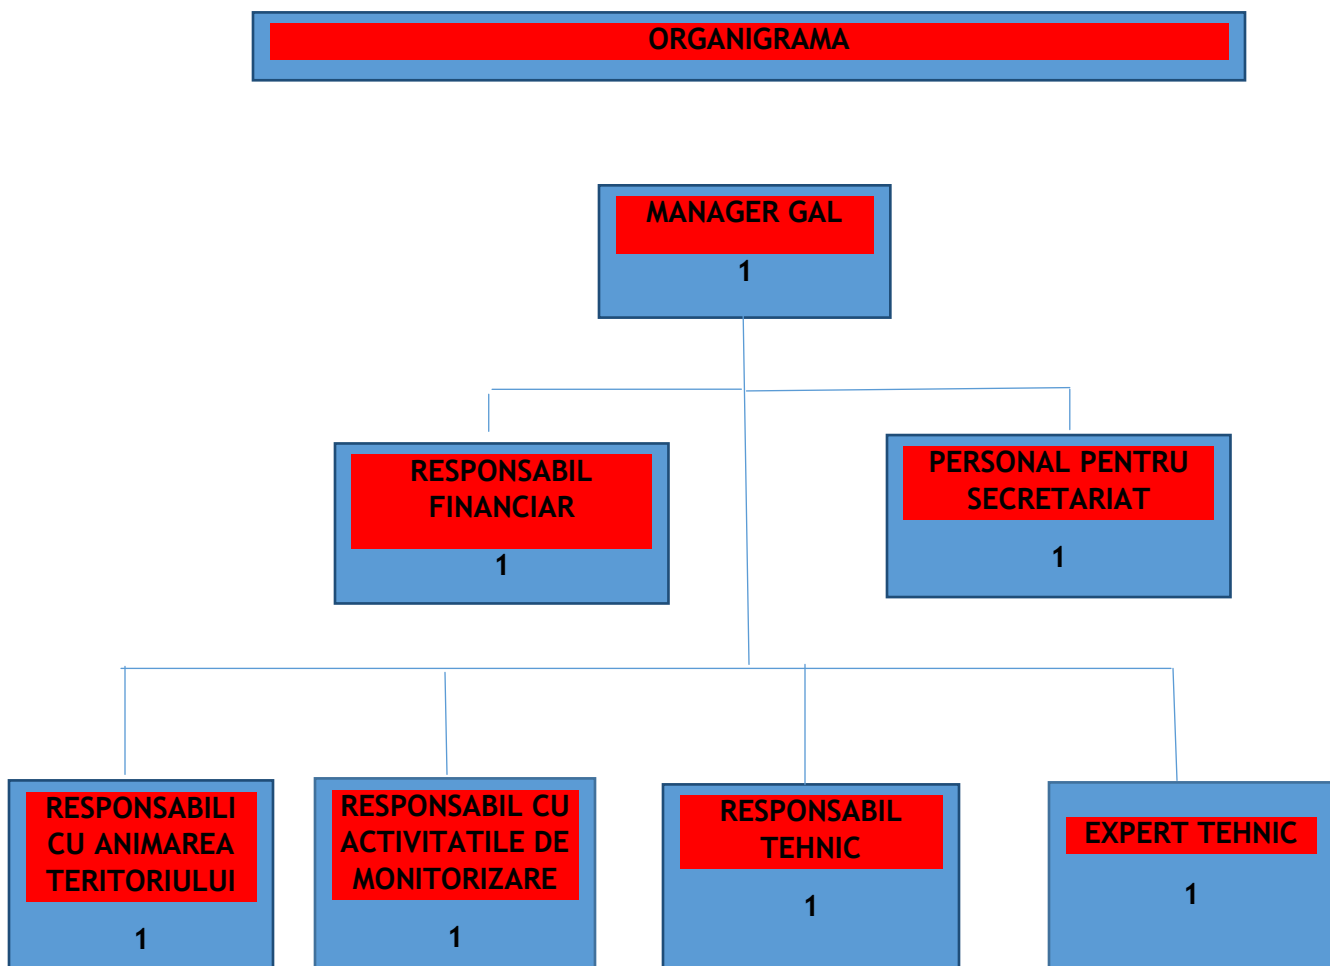 ORGANIGRAMA
MANAGER GAL
1
RESPONSABIL
FINANCIAR
1
PERSONAL PENTRU
SECRETARIAT
1
RESPONSABILI
CU ANIMAREA
TERITORIULUI
1
RESPONSABIL CU
ACTIVITATILE DE
MONITORIZARE
1
RESPONSABIL
TEHNIC
1
EXPERT TEHNIC
1